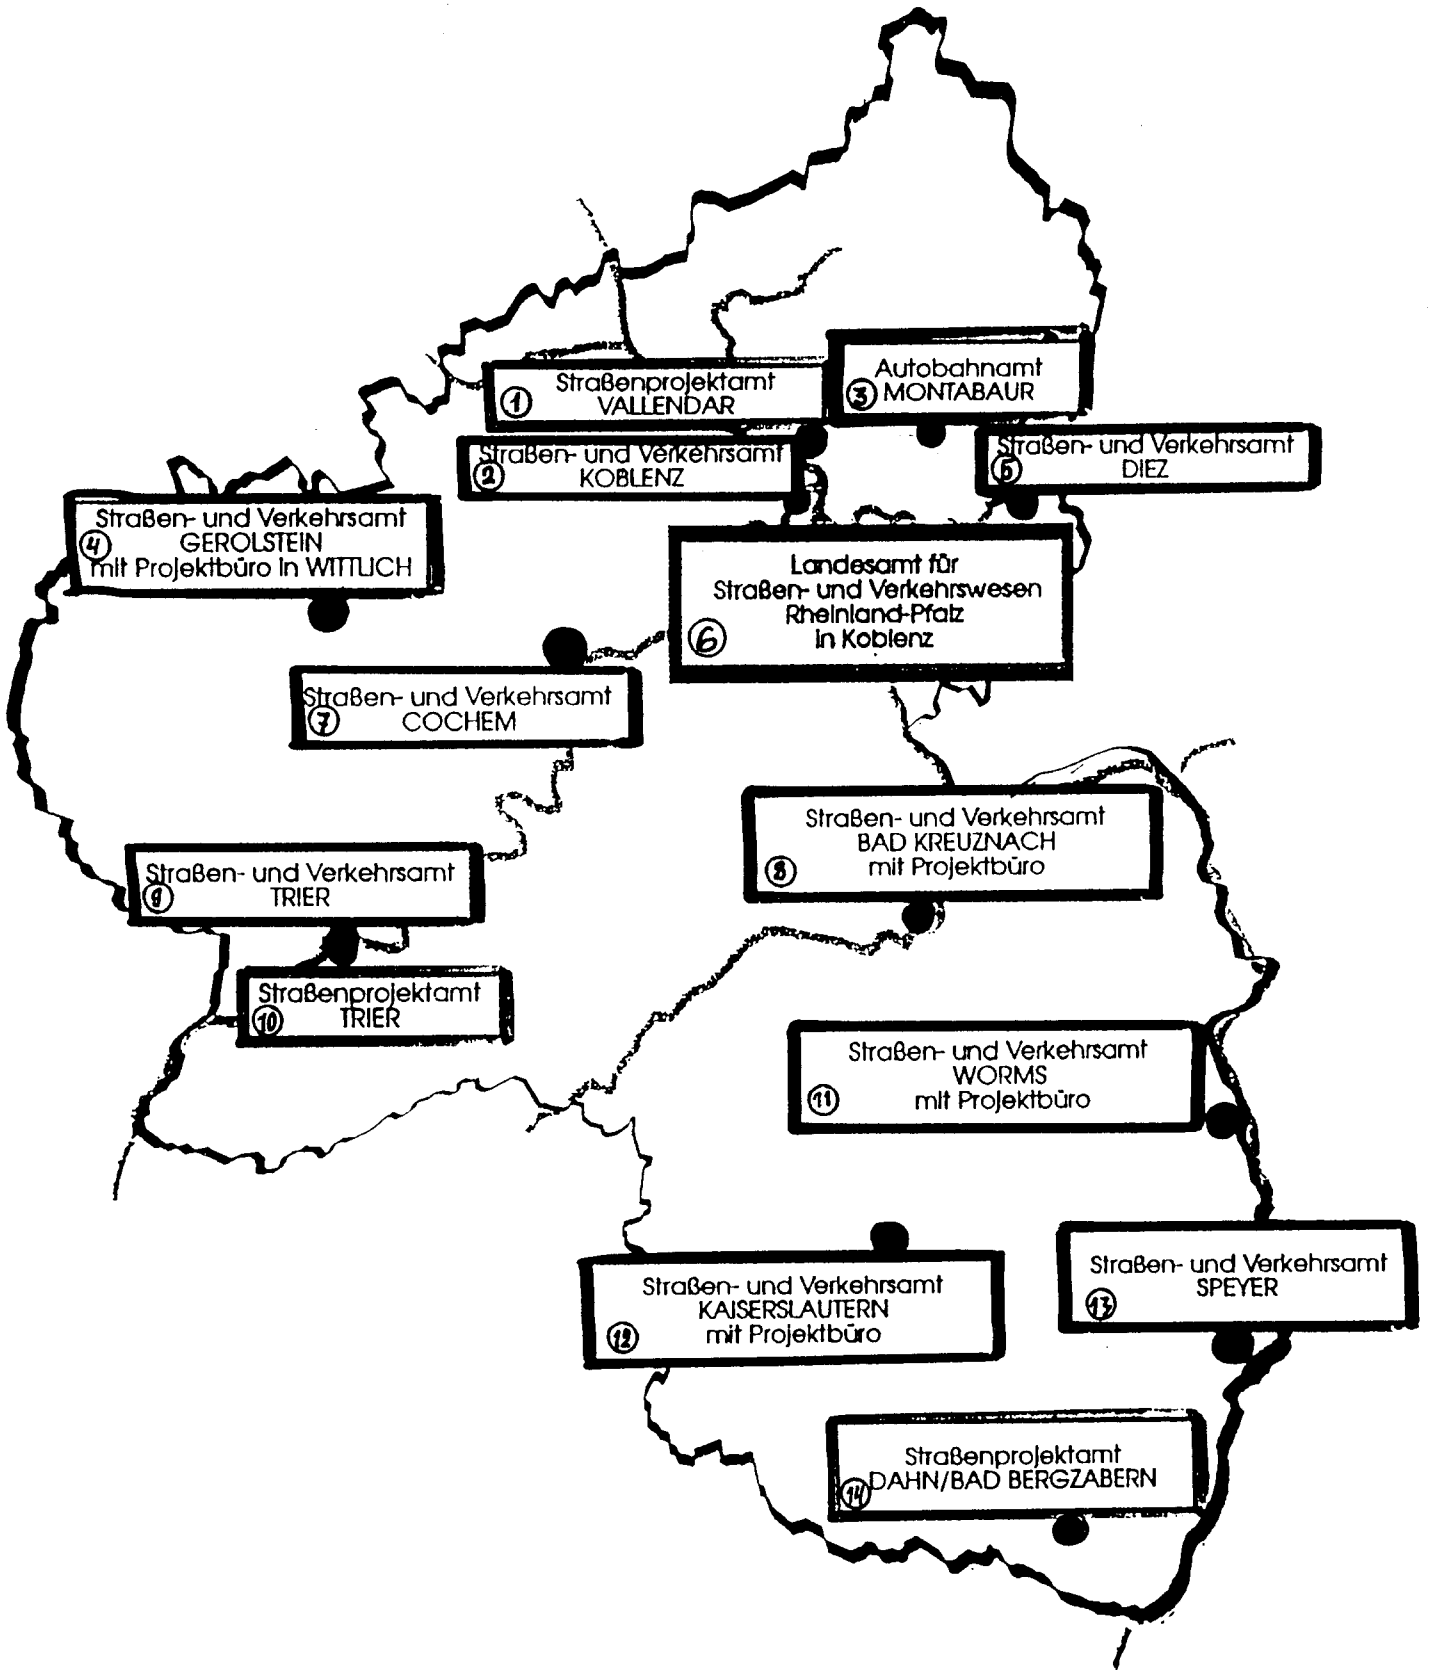 Straßenprojektamt
① VALLENDAR
Autobahnamt
③ MONTABAUR
Straßen- und Verkehrsamt
② KOBLENZ
Straßen- und Verkehrsamt
⑤ DIEZ
Straßen- und Verkehrsamt
④ GEROLSTEIN
mit Projektbüro in WITTLICH
Landesamt für
Straßen- und Verkehrswesen
Rheinland-Pfalz
⑥ in Koblenz
Straßen- und Verkehrsamt
⑦ COCHEM
Straßen- und Verkehrsamt
BAD KREUZNACH
⑧ mit Projektbüro
Straßen- und Verkehrsamt
⑨ TRIER
Straßenprojektamt
⑩ TRIER
Straßen- und Verkehrsamt
WORMS
⑪ mit Projektbüro
Straßen- und Verkehrsamt
KAISERSLAUTERN
⑫ mit Projektbüro
Straßen- und Verkehrsamt
SPEYER
⑬
Straßenprojektamt
⑭ DAHN/BAD BERGZABERN